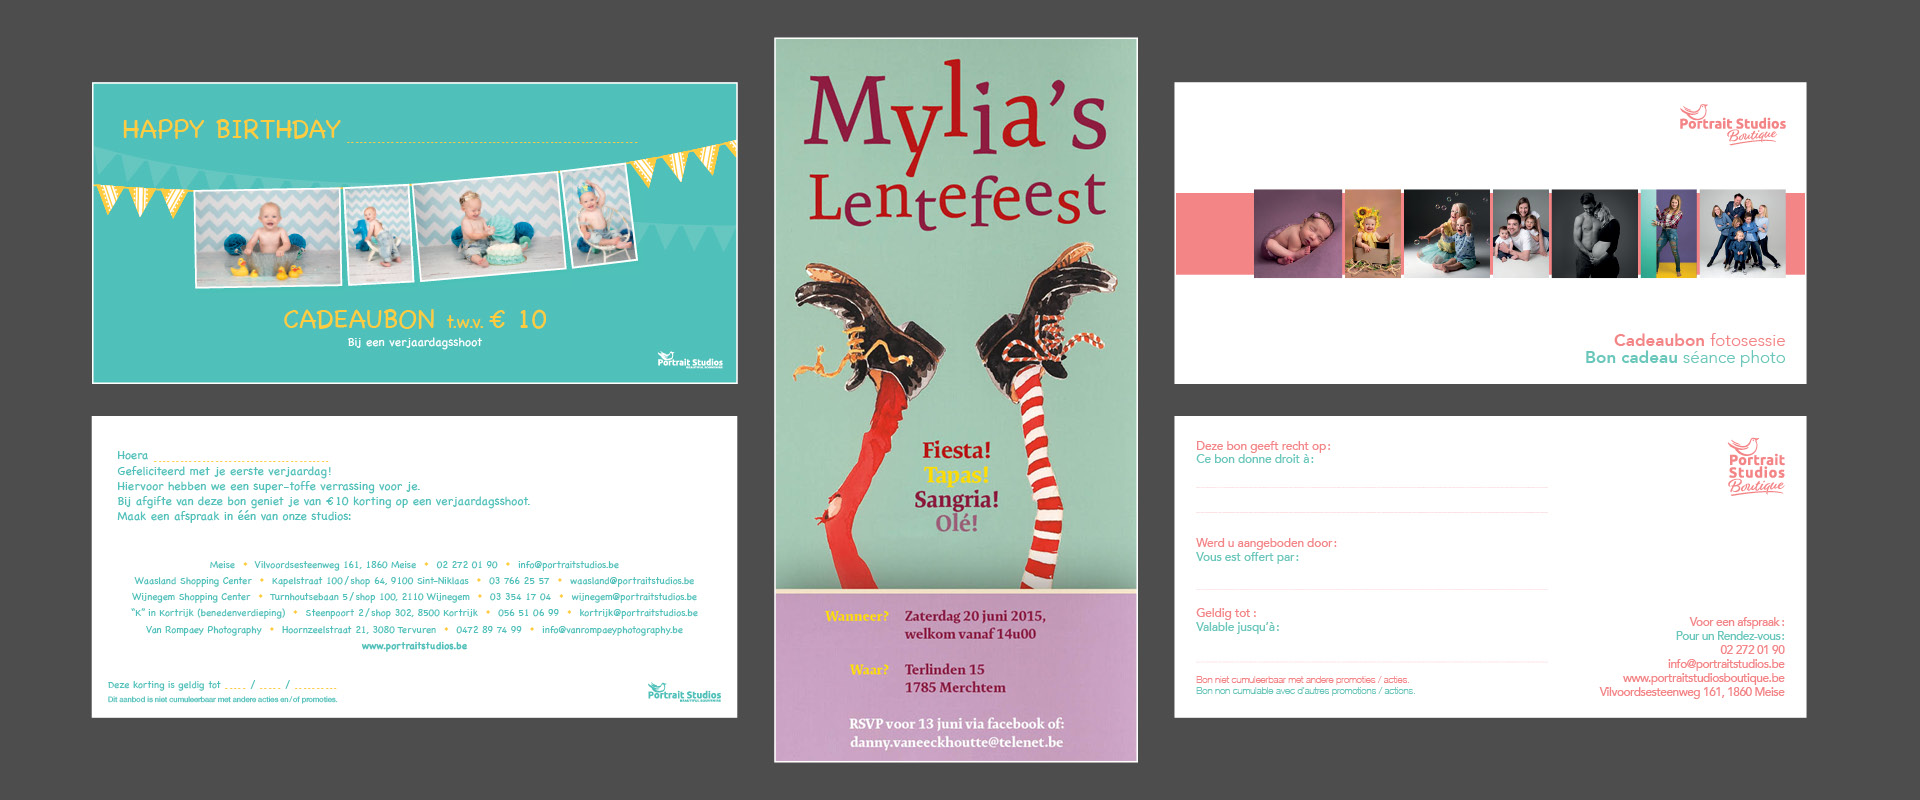 HAPPY BIRTHDAY
CADEAUBON t.w.v. € 10
Bij een verjaardagsshoot
Portrait Studios
Hoera
Gefeliciteerd met je eerste verjaardag!
Hiervoor hebben we een super-toffe verrassing voor je.
Bij afgifte van deze bon geniet je van €10 korting op een verjaardagsshoot.
Maak een afspraak in één van onze studios:
Meise • Vilvoordsesteenweg 161, 1860 Meise • 02 272 01 90 • info@portraitstudios.be
Waasland Shopping Center • Kapelstraat 100/shop 64, 9100 Sint-Niklaas • 03 766 25 57 • waasland@portraitstudios.be
Wijnegem Shopping Center • Turnhoutsebaan 5/shop 100, 2110 Wijnegem • 03 354 17 04 • wijnegem@portraitstudios.be
"K" in Kortrijk (benedenverdieping) • Steenpoort 2/shop 302, 8500 Kortrijk • 056 51 06 99 • kortrijk@portraitstudios.be
Van Rompaey Photography • Hoornzeelstraat 21, 3080 Tervuren • 0472 89 74 99 • info@vanrompaeyphotography.be
www.portraitstudios.be
Deze korting is geldig tot / /
Dit aanbod is niet cumuleerbaar met andere acties en/of promoties.
Portrait Studios
Mylia's
Lentefeest
Fiesta!
Tapas!
Sangria!
Olé!
Wanneer? Zaterdag 20 juni 2015,
welkom vanaf 14u00
Waar? Terlinden 15
1785 Merchtem
RSVP voor 13 juni via facebook of:
danny.vaneeckhoutte@telenet.be
Portrait Studios
Boutique
Cadeaubon fotosessie
Bon cadeau séance photo
Portrait
Studios
Boutique
Deze bon geeft recht op:
Ce bon donne droit à:
Werd u aangeboden door:
Vous est offert par:
Geldig tot :
Valable jusqu'à:
Bon niet cumuleerbaar met andere promoties / acties.
Bon non cumulable avec d'autres promotions / actions.
Voor een afspraak:
Pour un Rendez-vous:
02 272 01 90
info@portraitstudios.be
www.portraitstudiosboutique.be
Vilvoordsesteenweg 161, 1860 Meise